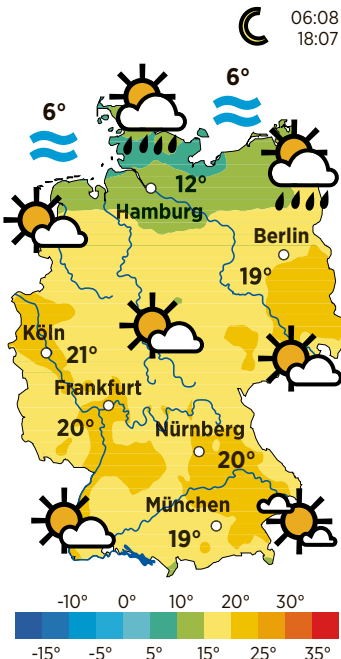 06:08
18:07
6°
6°
12°
Hamburg
Berlin
19°
Köln
21°
Frankfurt
20°
Nürnberg
20°
München
19°
-10° 0° 10° 20° 30°
-15° -5° 5° 15° 25° 35°